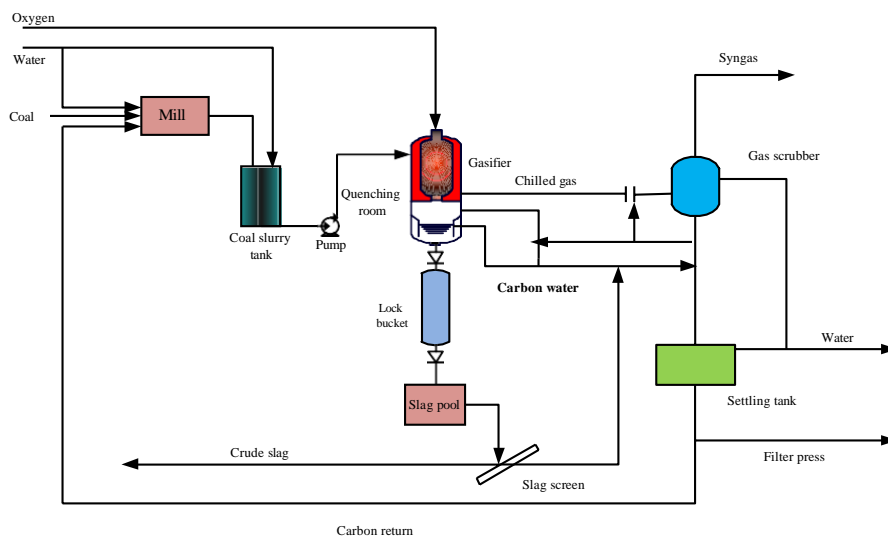 Oxygen
Water
Coal
Mill
Coal slurry
tank
Pump
Quenching
room
Gasifier
Chilled gas
Syngas
Gas scrubber
Carbon water
Lock
bucket
Water
Settling tank
Slag pool
Crude slag
Slag screen
Filter press
Carbon return